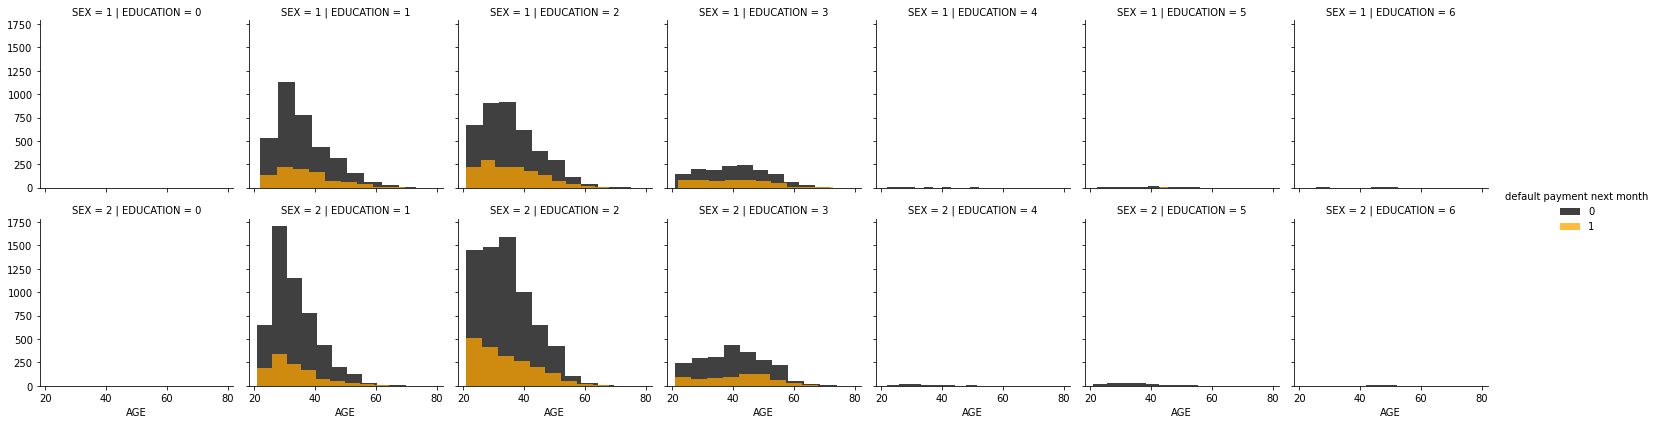 SEX = 1 | EDUCATION = 0
SEX = 1 | EDUCATION = 1
SEX = 1 | EDUCATION = 2
SEX = 1 | EDUCATION = 3
SEX = 1 | EDUCATION = 4
SEX = 1 | EDUCATION = 5
SEX = 1 | EDUCATION = 6
1750
1500
1250
1000
750
500
250
0
SEX = 2 | EDUCATION = 0
SEX = 2 | EDUCATION = 1
SEX = 2 | EDUCATION = 2
SEX = 2 | EDUCATION = 3
SEX = 2 | EDUCATION = 4
SEX = 2 | EDUCATION = 5
SEX = 2 | EDUCATION = 6
1750
1500
1250
1000
750
500
250
0
20 40 60 80
20 40 60 80
20 40 60 80
20 40 60 80
20 40 60 80
20 40 60 80
20 40 60 80
AGE
AGE
AGE
AGE
AGE
AGE
AGE
default payment next month
0
1